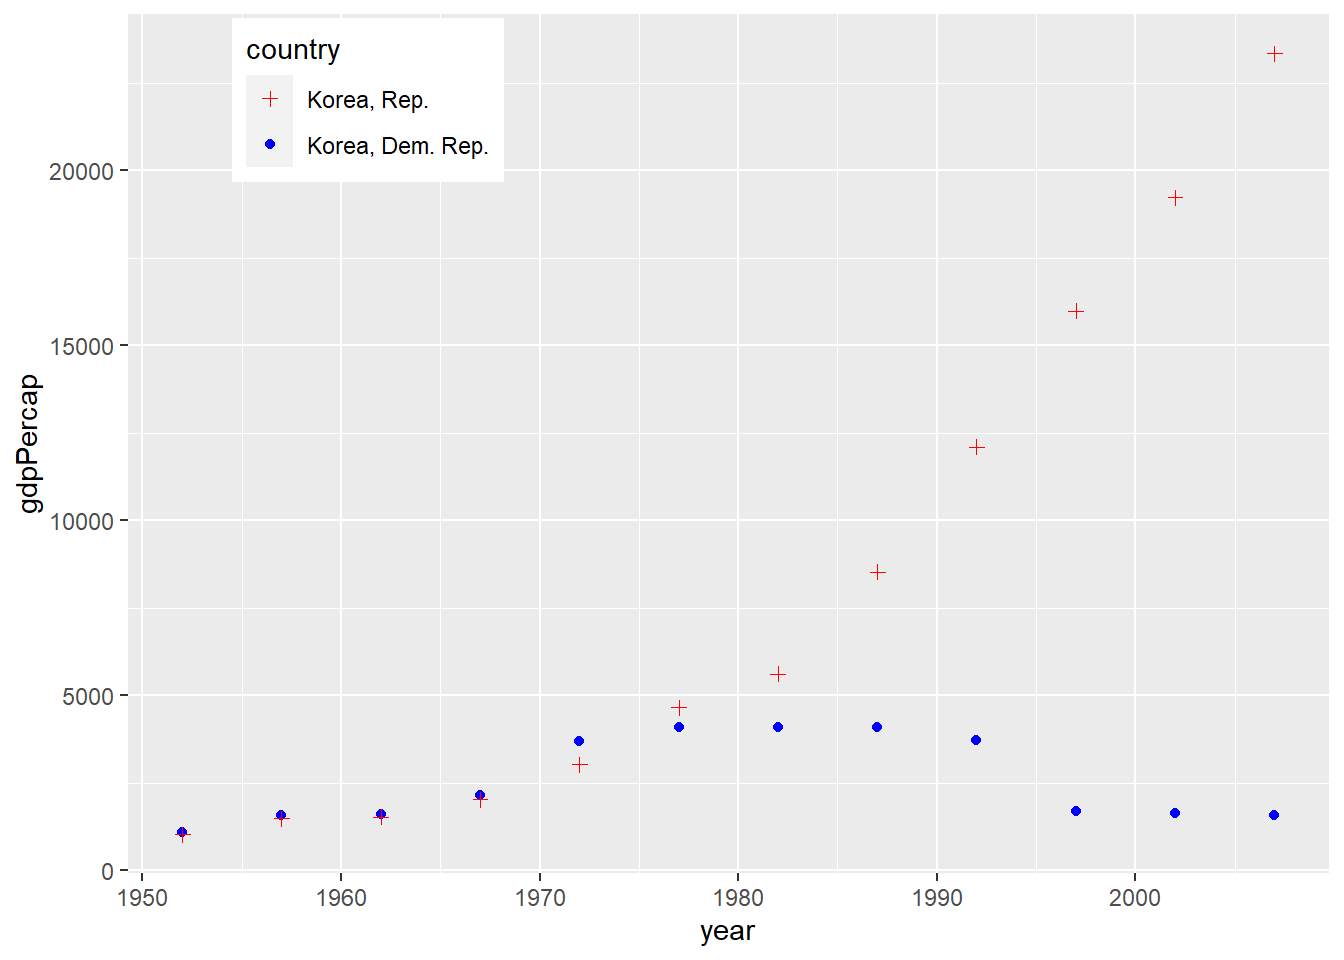 country
Korea, Rep.
Korea, Dem. Rep.
20000
15000
10000
5000
0
gdpPercap
1950 1960 1970 1980 1990 2000
year